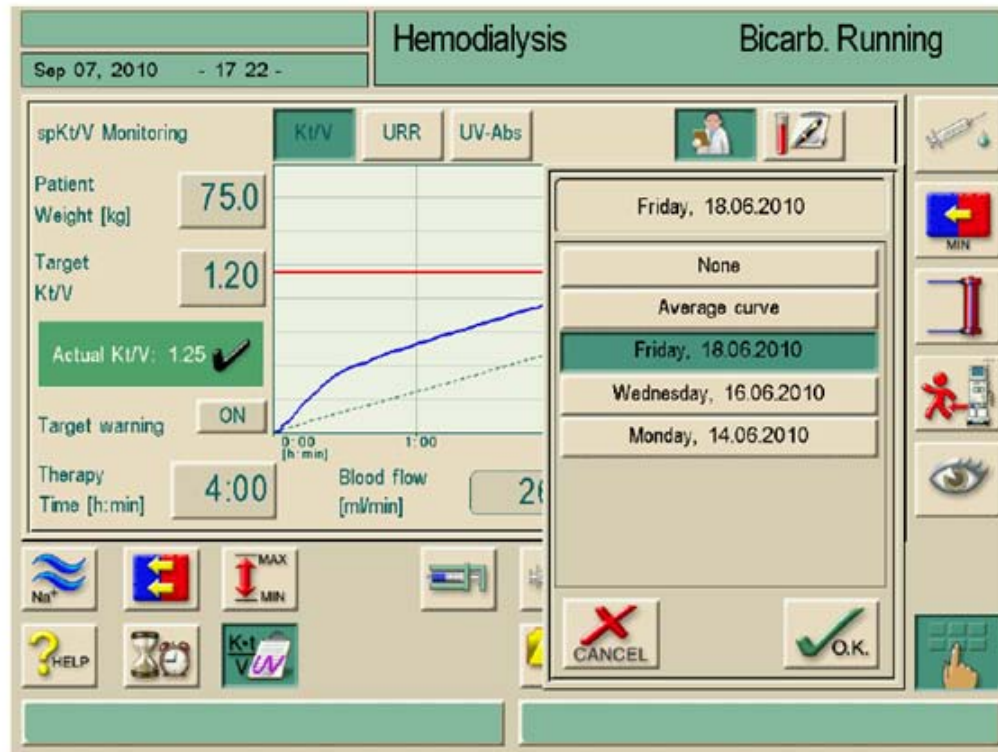 Hemodialysis
Bicarb. Running
Sep 07, 2010 - 17 22 -
spKt/V Monitoring
Kt/V
URR
UV-Abs
Patient
Weight [kg]
75.0
Target
Kt/V
1.20
Actual Kt/V: 1.25
Target warning
ON
Therapy
Time [h:min]
4:00
0:00
[h:min]
1:00
Blood flow
[ml/min]
Friday, 18.06.2010
None
Average curve
Friday, 18.06.2010
Wednesday, 16.06.2010
Monday, 14.06.2010
CANCEL
O.K.
MIN
Na+
MAX
MIN
HELP
K•t
V
UV